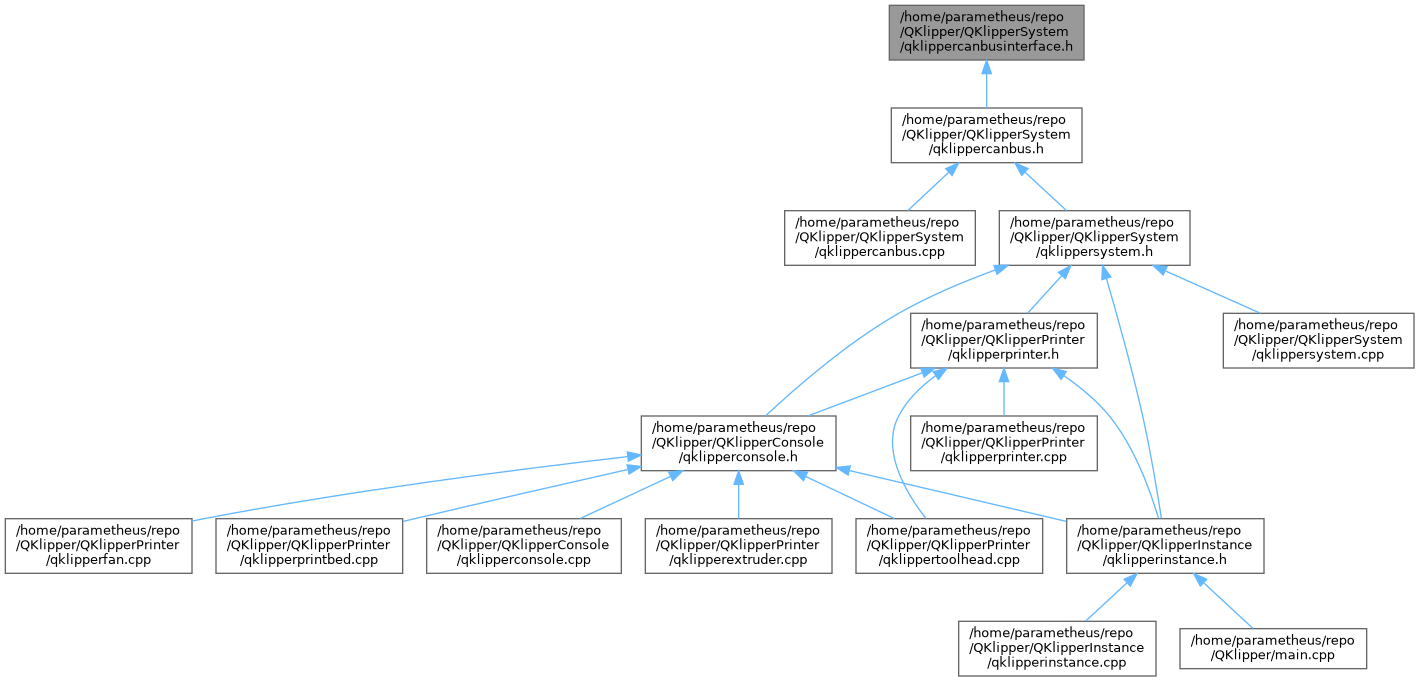 /home/parametheus/repo
/QKlipper/QKlipperSystem
/qklippercanbusinterface.h
/home/parametheus/repo
/QKlipper/QKlipperSystem
/qklippercanbus.h
/home/parametheus/repo
/QKlipper/QKlipperSystem
/qklippercanbus.cpp
/home/parametheus/repo
/QKlipper/QKlipperSystem
/qklippersystem.h
/home/parametheus/repo
/QKlipper/QKlipperPrinter
/qklipperprinter.h
/home/parametheus/repo
/QKlipper/QKlipperSystem
/qklippersystem.cpp
/home/parametheus/repo
/QKlipper/QKlipperConsole
/qklipperconsole.h
/home/parametheus/repo
/QKlipper/QKlipperPrinter
/qklipperprinter.cpp
/home/parametheus/repo
/QKlipper/QKlipperPrinter
/qklipperfan.cpp
/home/parametheus/repo
/QKlipper/QKlipperPrinter
/qklipperprintbed.cpp
/home/parametheus/repo
/QKlipper/QKlipperConsole
/qklipperconsole.cpp
/home/parametheus/repo
/QKlipper/QKlipperPrinter
/qklipperextruder.cpp
/home/parametheus/repo
/QKlipper/QKlipperPrinter
/qklippertoolhead.cpp
/home/parametheus/repo
/QKlipper/QKlipperInstance
/qklipperinstance.h
/home/parametheus/repo
/QKlipper/QKlipperInstance
/qklipperinstance.cpp
/home/parametheus/repo
/QKlipper/main.cpp